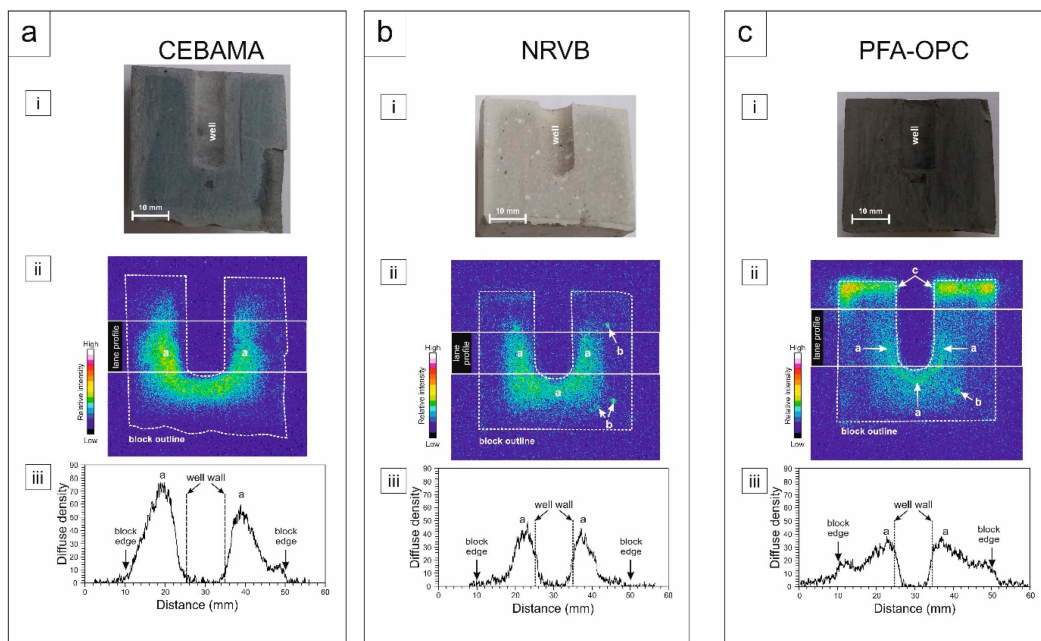 a
CEBAMA
i
well
10 mm
ii
a
a
lane profile
High
Relative intensity
Low
block outline
iii
Diffuse density
90
80
70
60
50
40
30
20
10
0
a
well wall
a
block edge
block edge
0 10 20 30 40 50 60
Distance (mm)
b
NRVB
i
well
10 mm
ii
a
a
a
b
b
lane profile
High
Relative intensity
Low
block outline
iii
Diffuse density
90
80
70
60
50
40
30
20
10
0
well wall
a
a
block edge
block edge
0 10 20 30 40 50 60
Distance (mm)
c
PFA-OPC
i
well
10 mm
ii
c
a
a
a
b
lane profile
High
Relative intensity
Low
block outline
iii
Diffuse density
90
80
70
60
50
40
30
20
10
0
well wall
a
a
block edge
block edge
0 10 20 30 40 50 60
Distance (mm)